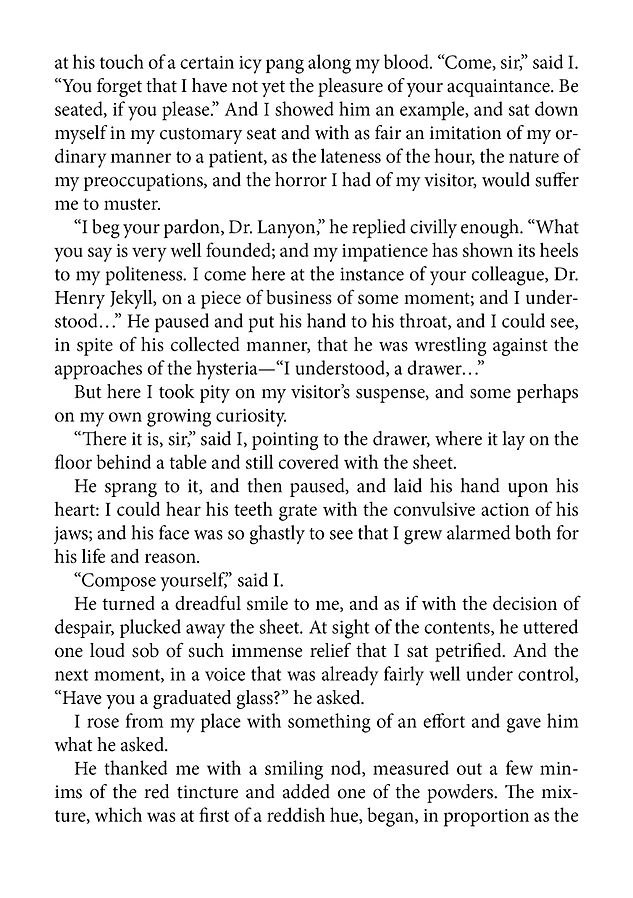 at his touch of a certain icy pang along my blood. “Come, sir,” said I.
“You forget that I have not yet the pleasure of your acquaintance. Be
seated, if you please.” And I showed him an example, and sat down
myself in my customary seat and with as fair an imitation of my or-
dinary manner to a patient, as the lateness of the hour, the nature of
my preoccupations, and the horror I had of my visitor, would suffer
me to muster.
“I beg your pardon, Dr. Lanyon,” he replied civilly enough. “What
you say is very well founded; and my impatience has shown its heels
to my politeness. I come here at the instance of your colleague, Dr.
Henry Jekyll, on a piece of business of some moment; and I under-
stood…” He paused and put his hand to his throat, and I could see,
in spite of his collected manner, that he was wrestling against the
approaches of the hysteria—“I understood, a drawer…”
But here I took pity on my visitor’s suspense, and some perhaps
on my own growing curiosity.
“There it is, sir,” said I, pointing to the drawer, where it lay on the
floor behind a table and still covered with the sheet.
He sprang to it, and then paused, and laid his hand upon his
heart: I could hear his teeth grate with the convulsive action of his
jaws; and his face was so ghastly to see that I grew alarmed both for
his life and reason.
“Compose yourself,” said I.
He turned a dreadful smile to me, and as if with the decision of
despair, plucked away the sheet. At sight of the contents, he uttered
one loud sob of such immense relief that I sat petrified. And the
next moment, in a voice that was already fairly well under control,
“Have you a graduated glass?” he asked.
I rose from my place with something of an effort and gave him
what he asked.
He thanked me with a smiling nod, measured out a few min-
ims of the red tincture and added one of the powders. The mix-
ture, which was at first of a reddish hue, began, in proportion as the